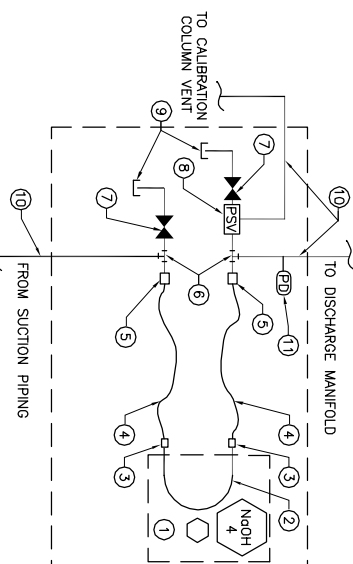 TO CALIBRATION
COLUMN VENT
TO DISCHARGE MANIFOLD
FROM SUCTION PIPING
9
8
7
PSV
10
PD
11
10
7
6
5
5
4
4
3
3
2
1
NaOH
4